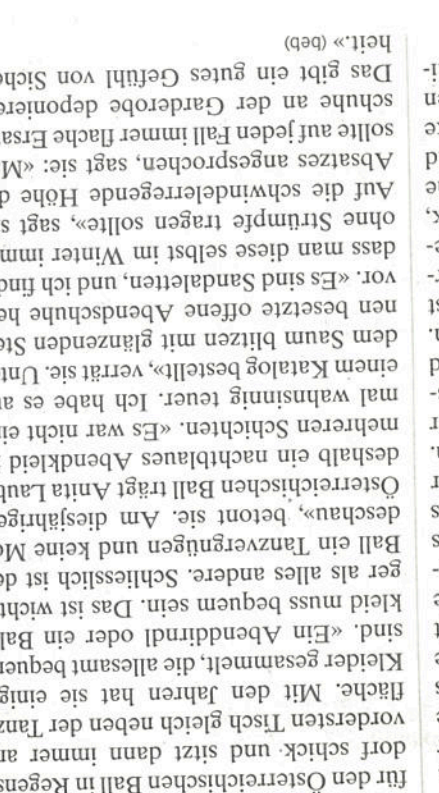 für den Österreichischen Ball in Regens
dorf schick und sitzt dann immer a
vordersten Tisch gleich neben der Tanz
fläche. Mit den Jahren hat sie einig
Kleider gesammelt, die allesamt beque
sind. «Ein Abenddirndl oder ein Bal
kleid muss bequem sein. Das ist wicht
ger als alles andere. Schliesslich ist de
Ball ein Tanzvergnügen und keine Mo
deschau», betont sie. Am diesjährige
Österreichischen Ball trägt Anita Laub
deshalb ein nachtblaues Abendkleid
mehreren Schichten. «Es war nicht ei
mal wahnsinnig teuer. Ich habe es au
einem Katalog bestellt», verrät sie. Unt
dem Saum blitzen mit glänzenden Ste
nen besetzte offene Abendschuhe he
vor. «Es sind Sandaletten, und ich find
dass man diese selbst im Winter imm
ohne Strümpfe tragen sollte», sagt s
Auf die schwindelerregende Höhe d
Absatzes angesprochen, sagt sie: «M
sollte auf jeden Fall immer flache Ersa
schuhe an der Garderobe deponiere
Das gibt ein gutes Gefühl von Siche
heit.» (beb)